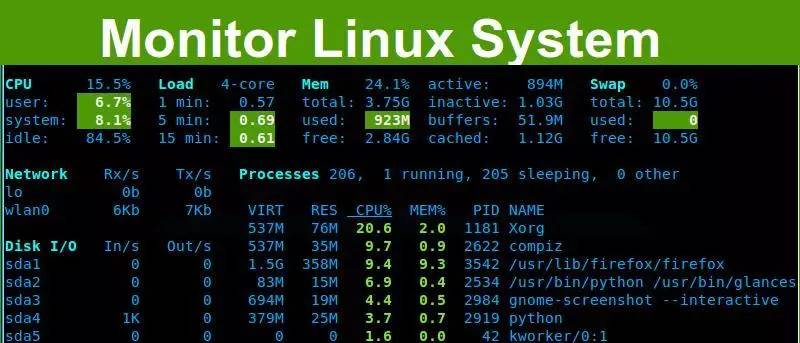 Monitor Linux System
CPU 15.5% Load 4-core Mem 24.1% active: 894M Swap 0.0%
user: 6.7% 1 min: 0.57 total: 3.75G inactive: 1.03G total: 10.5G
system: 8.1% 5 min: 0.69 used: 923M buffers: 51.9M used: 0
idle: 84.5% 15 min: 0.61 free: 2.84G cached: 1.12G free: 10.5G
Network Rx/s Tx/s Processes 206, 1 running, 205 sleeping, 0 other
lo 0b 0b
wlan0 6Kb 7Kb VIRT RES CPU% MEM% PID NAME
537M 76M 20.6 2.0 1181 Xorg
Disk I/O In/s Out/s 537M 35M 9.7 0.9 2622 compiz
sda1 0 0 1.5G 358M 9.4 9.3 3542 /usr/lib/firefox/firefox
sda2 0 0 83M 15M 6.9 0.4 2534 /usr/bin/python /usr/bin/glances
sda3 0 0 694M 19M 4.4 0.5 2984 gnome-screenshot --interactive
sda4 1K 0 379M 25M 3.7 0.7 2919 python
sda5 0 0 0 0 1.6 0.0 42 kworker/0:1